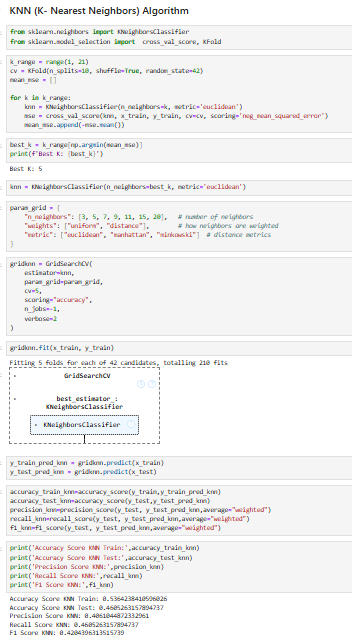 KNN (K- Nearest Neighbors) Algorithm
from sklearn.neighbors import KNeighborsClassifier
from sklearn.model_selection import cross_val_score, KFold
k_range = range(1, 21)
cv = KFold(n_splits=10, shuffle=True, random_state=42)
mean_mse = []
for k in k_range:
    knn = KNeighborsClassifier(n_neighbors=k, metric='euclidean')
    mse = cross_val_score(knn, x_train, y_train, cv=cv, scoring='neg_mean_squared_error')
    mean_mse.append(-mse.mean())
best_k = k_range[np.argmin(mean_mse)]
print(f"Best K: {best_k}")
Best K: 5
knn = KNeighborsClassifier(n_neighbors=best_k, metric='euclidean')
param_grid = {
    "n_neighbors": [3, 5, 7, 9, 11, 15, 20],  # number of neighbors
    "weights": ["uniform", "distance"],  # how neighbors are weighted
    "metric": ["euclidean", "manhattan", "minkowski"]  # distance metrics
}
gridknn = GridSearchCV(
    estimator=knn,
    param_grid=param_grid,
    cv=5,
    scoring="accuracy",
    n_jobs=-1,
    verbose=2
)
gridknn.fit(x_train, y_train)
Fitting 5 folds for each of 42 candidates, totalling 210 fits
GridSearchCV
best_estimator_:
KNeighborsClassifier
KNeighborsClassifier
y_train_pred_knn = gridknn.predict(x_train)
y_test_pred_knn = gridknn.predict(x_test)
accuracy_train_knn=accuracy_score(y_train,y_train_pred_knn)
accuracy_test_knn=accuracy_score(y_test,y_test_pred_knn)
precision_knn=precision_score(y_test, y_test_pred_knn,average="weighted")
recall_knn=recall_score(y_test, y_test_pred_knn,average="weighted")
f1_knn=f1_score(y_test, y_test_pred_knn,average="weighted")
print('Accuracy Score KNN Train:',accuracy_train_knn)
print('Accuracy Score KNN Test:',accuracy_test_knn)
print('Precision Score KNN:',precision_knn)
print('Recall Score KNN:',recall_knn)
print('F1 Score KNN:',f1_knn)
Accuracy Score KNN Train: 0.5364238410596026
Accuracy Score KNN Test: 0.4605263157894737
Precision Score KNN: 0.4061044872332961
Recall Score KNN: 0.4605263157894737
F1 Score KNN: 0.4204396313515739